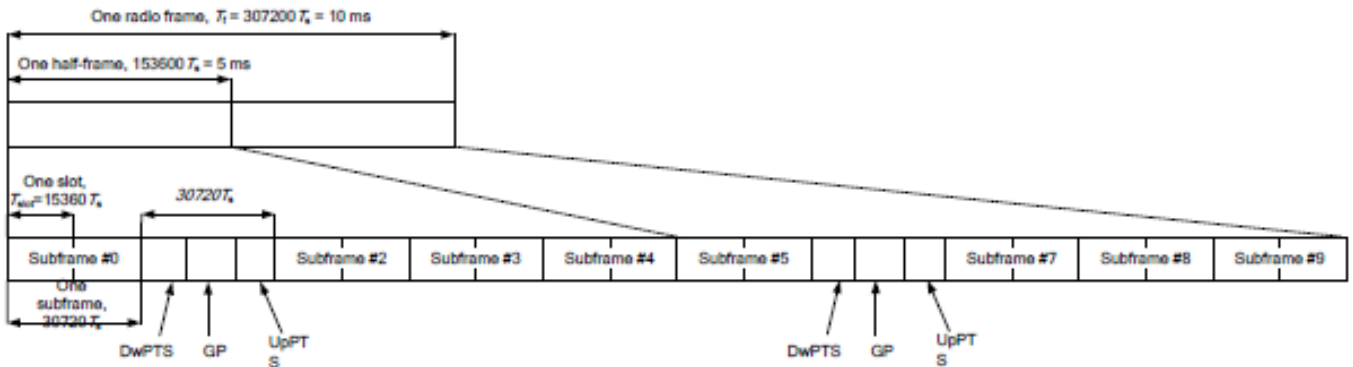 One radio frame, Tf = 307200 Ts = 10 ms
One half-frame, 153600 Ts = 5 ms
One slot,
Tslot=15360 Ts
30720Ts
Subframe #0
Subframe #2
Subframe #3
Subframe #4
Subframe #5
Subframe #7
Subframe #8
Subframe #9
One
subframe,
30720 Ts
DwPTS
GP
UpPT
S
DwPTS
GP
UpPT
S